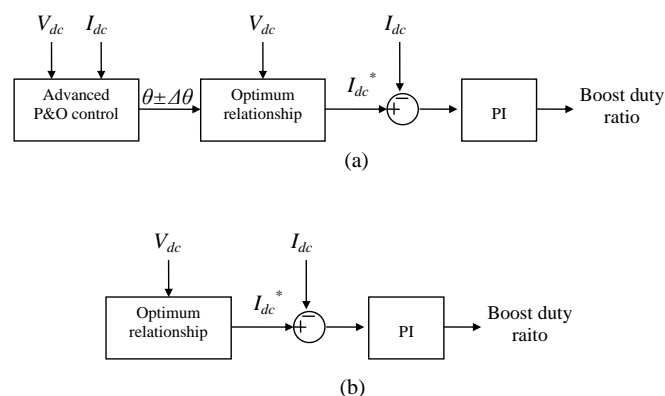 V_dc I_dc V_dc I_dc
Advanced
P&O control
θ±Δθ
Optimum
relationship
I_dc*
−
+
PI
Boost duty
ratio
(a)
V_dc I_dc
Optimum
relationship
I_dc*
−
+
PI
Boost duty
raito
(b)